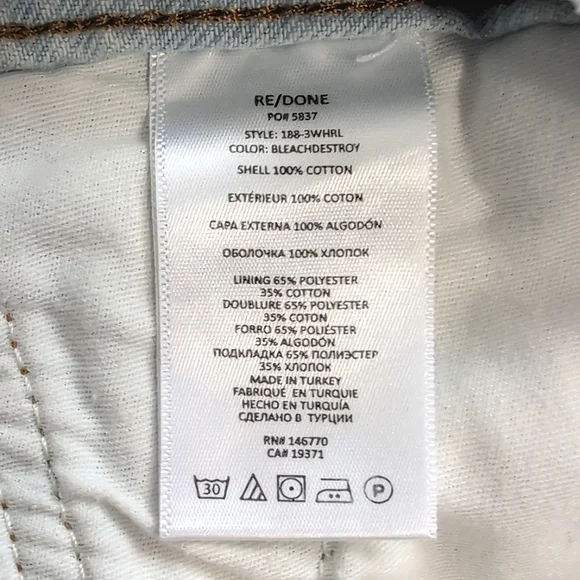 RE/DONE
PO# 5837
STYLE: 188-3WHRL
COLOR: BLEACHDESTROY
SHELL 100% COTTON
EXTÉRIEUR 100% COTON
CAPA EXTERNA 100% ALGODÓN
ОБОЛОЧКА 100% ХЛОПОК
LINING 65% POLYESTER
35% COTTON
DOUBLURE 65% POLYESTER
35% COTON
FORRO 65% POLIÉSTER
35% ALGODÓN
ПОДКЛАДКА 65% ПОЛИЭСТЕР
35% ХЛОПОК
MADE IN TURKEY
FABRIQUÉ EN TURQUIE
HECHO EN TURQUÍA
СДЕЛАНО В ТУРЦИИ
RN# 146770
CA# 19371
30 P